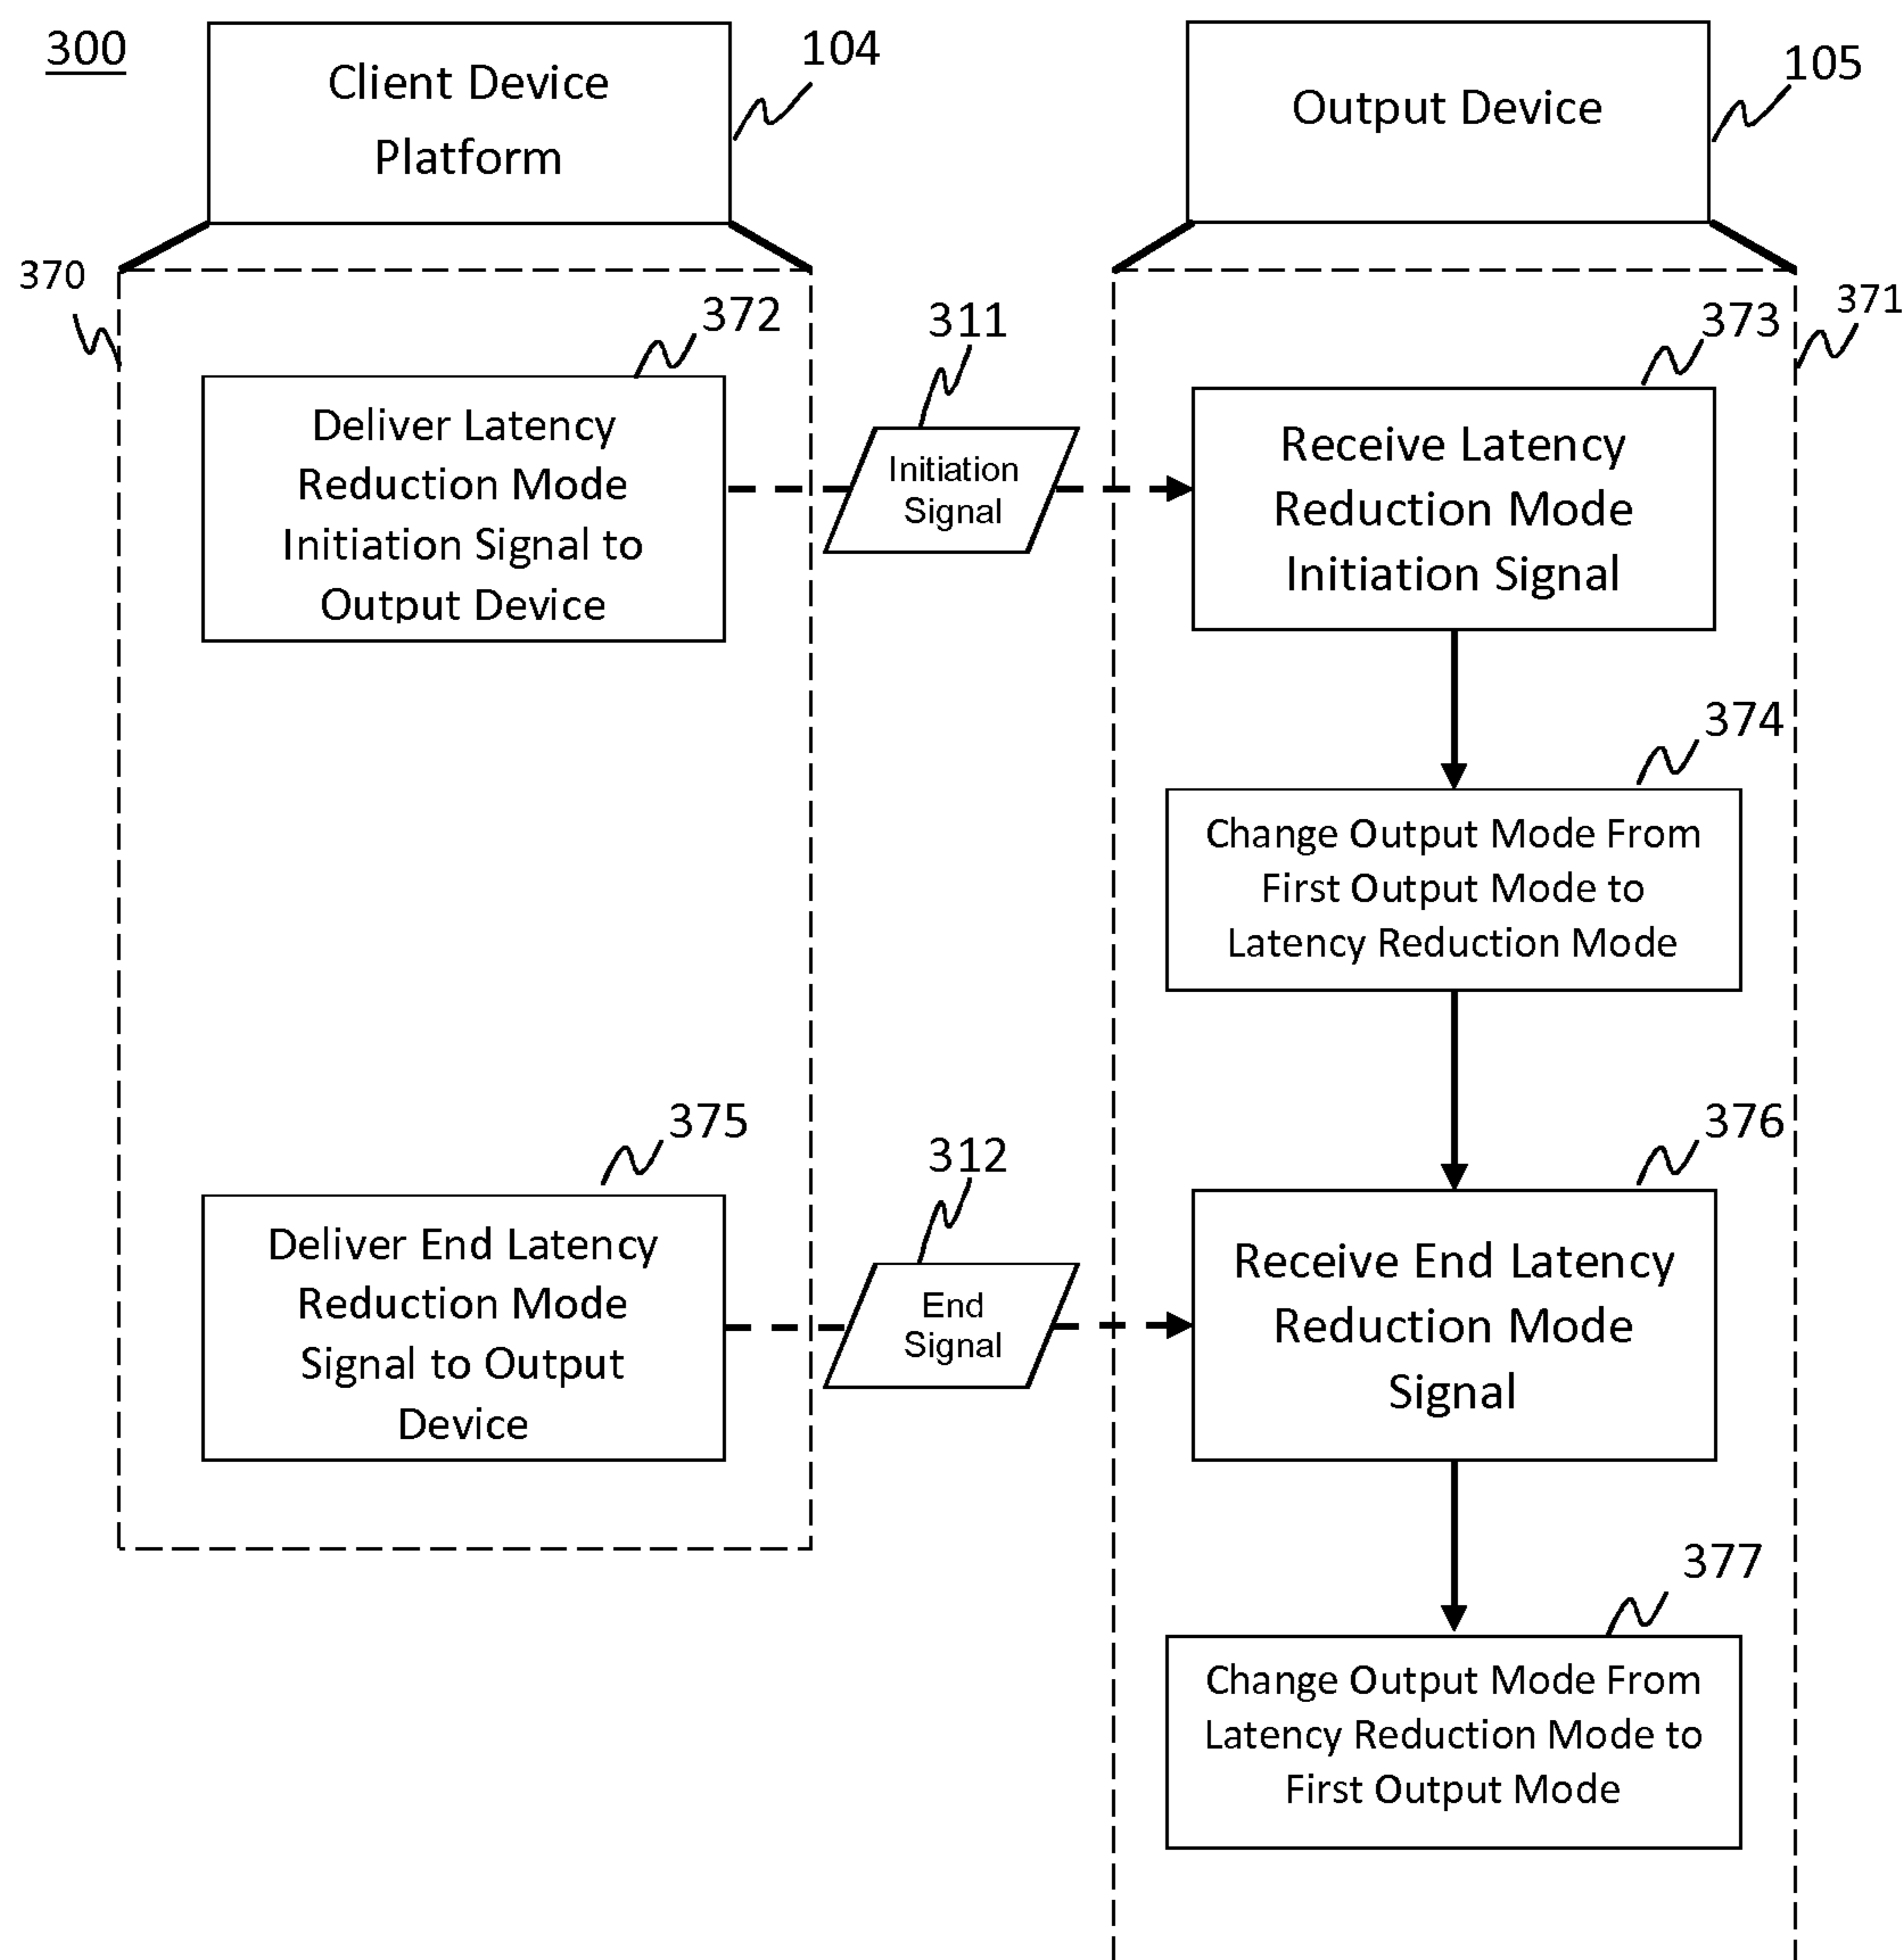 300
Client Device
Platform
104
Output Device
105
370
371
372
Deliver Latency
Reduction Mode
Initiation Signal to
Output Device
311
Initiation
Signal
373
Receive Latency
Reduction Mode
Initiation Signal
374
Change Output Mode From
First Output Mode to
Latency Reduction Mode
375
Deliver End Latency
Reduction Mode
Signal to Output
Device
312
End
Signal
376
Receive End Latency
Reduction Mode
Signal
377
Change Output Mode From
Latency Reduction Mode to
First Output Mode